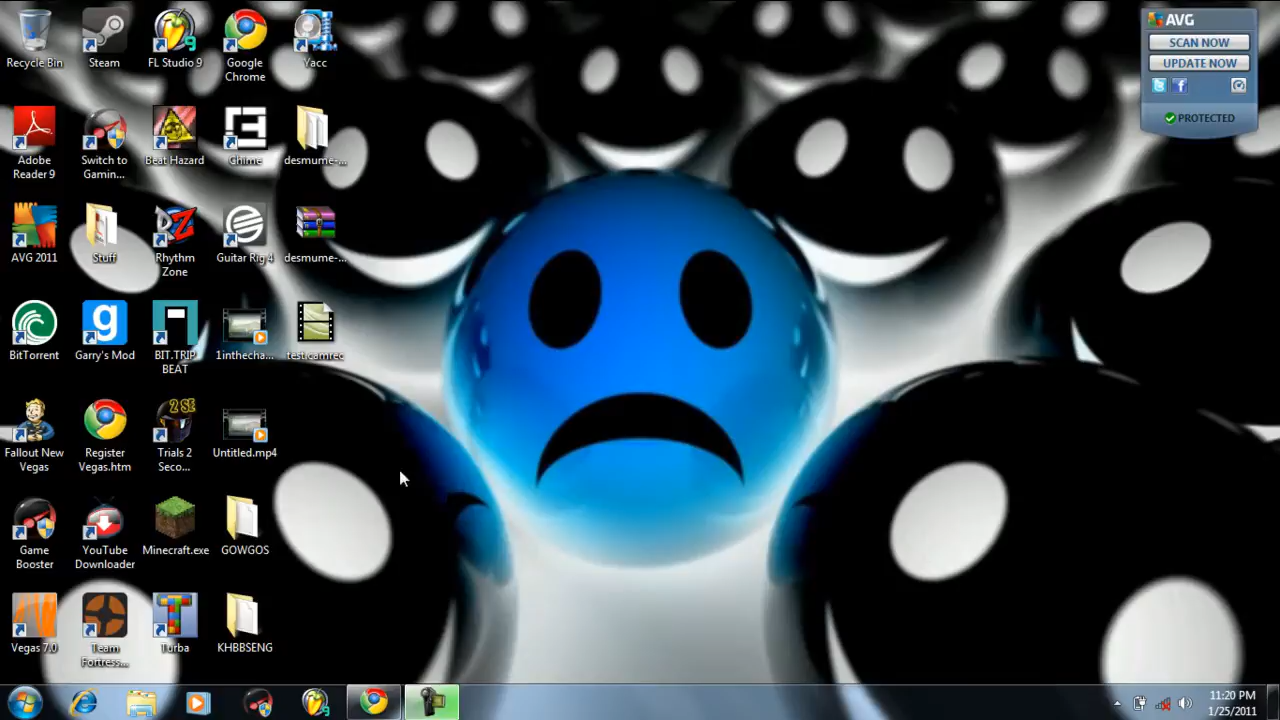 Recycle Bin
Steam
FL Studio 9
Google
Chrome
Yacc
Adobe
Reader 9
Switch to
Gamin...
Beat Hazard
Chime
desmume-...
AVG 2011
Stuff
Rhythm
Zone
Guitar Rig 4
desmume-...
BitTorrent
Garry's Mod
BIT.TRIP
BEAT
1inthecha...
test.camrec
Fallout New
Vegas
Register
Vegas.htm
2 SE
Trials 2
Seco...
Untitled.mp4
Game
Booster
YouTube
Downloader
Minecraft.exe
GOWGOS
Vegas 7.0
Team
Fortress...
Turba
KHBBSENG
AVG
SCAN NOW
UPDATE NOW
PROTECTED
11:20 PM
1/25/2011